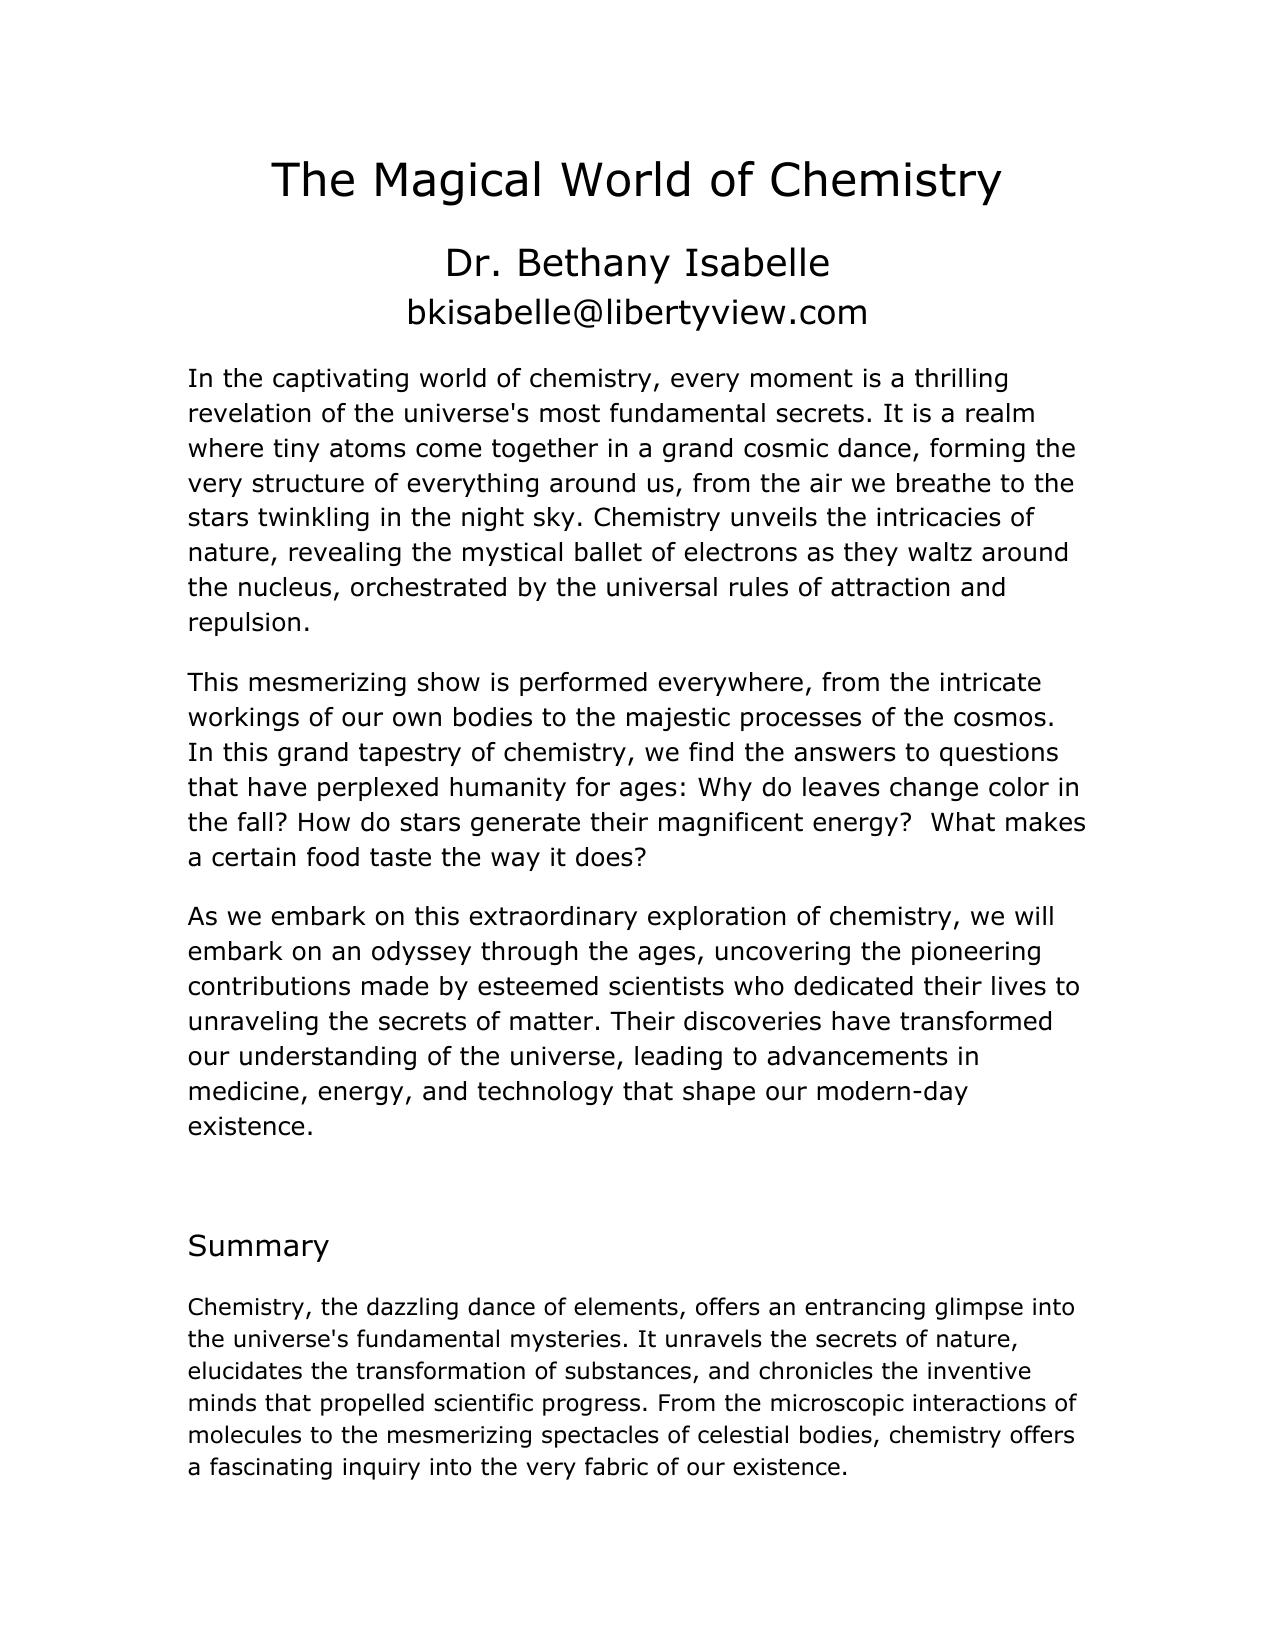 The Magical World of Chemistry
Dr. Bethany Isabelle
bkisabelle@libertyview.com
In the captivating world of chemistry, every moment is a thrilling
revelation of the universe's most fundamental secrets. It is a realm
where tiny atoms come together in a grand cosmic dance, forming the
very structure of everything around us, from the air we breathe to the
stars twinkling in the night sky. Chemistry unveils the intricacies of
nature, revealing the mystical ballet of electrons as they waltz around
the nucleus, orchestrated by the universal rules of attraction and
repulsion.
This mesmerizing show is performed everywhere, from the intricate
workings of our own bodies to the majestic processes of the cosmos.
In this grand tapestry of chemistry, we find the answers to questions
that have perplexed humanity for ages: Why do leaves change color in
the fall? How do stars generate their magnificent energy?  What makes
a certain food taste the way it does?
As we embark on this extraordinary exploration of chemistry, we will
embark on an odyssey through the ages, uncovering the pioneering
contributions made by esteemed scientists who dedicated their lives to
unraveling the secrets of matter. Their discoveries have transformed
our understanding of the universe, leading to advancements in
medicine, energy, and technology that shape our modern-day
existence.
Summary
Chemistry, the dazzling dance of elements, offers an entrancing glimpse into
the universe's fundamental mysteries. It unravels the secrets of nature,
elucidates the transformation of substances, and chronicles the inventive
minds that propelled scientific progress. From the microscopic interactions of
molecules to the mesmerizing spectacles of celestial bodies, chemistry offers
a fascinating inquiry into the very fabric of our existence.